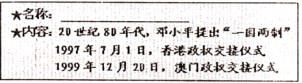 ★名称：
★内容：20世纪80年代，邓小平提出“一国两制”
1997年7月1日，香港政权交接仪式
1999年12月20日，澳门政权交接仪式